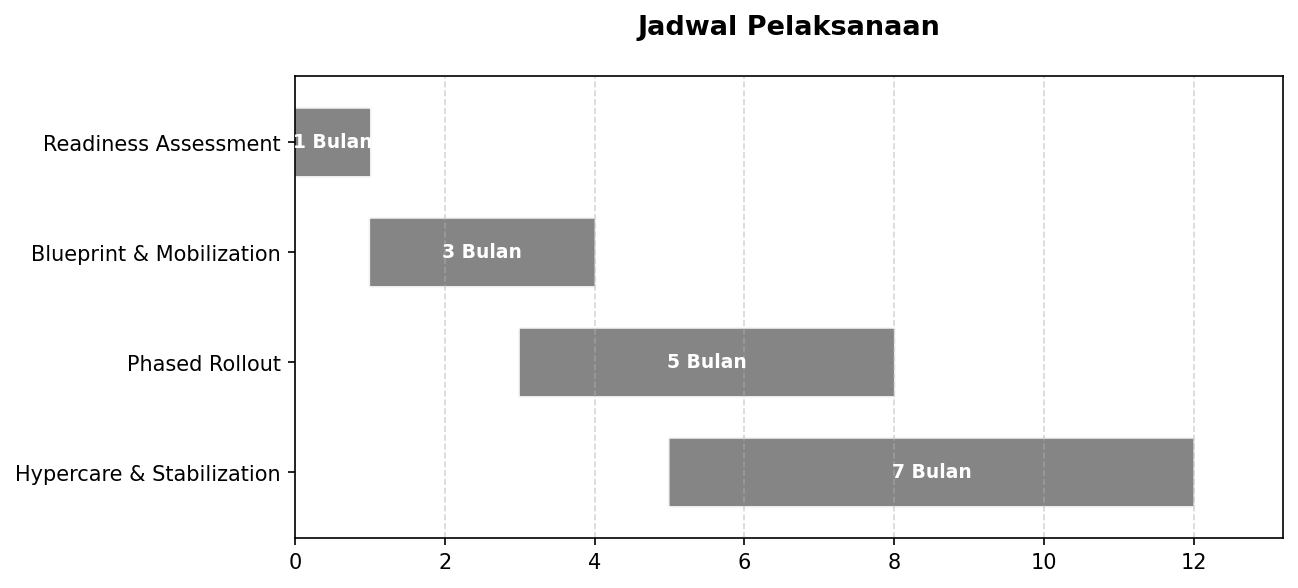 Jadwal Pelaksanaan
Readiness Assessment
1 Bulan
Blueprint & Mobilization
3 Bulan
Phased Rollout
5 Bulan
Hypercare & Stabilization
7 Bulan
0 2 4 6 8 10 12